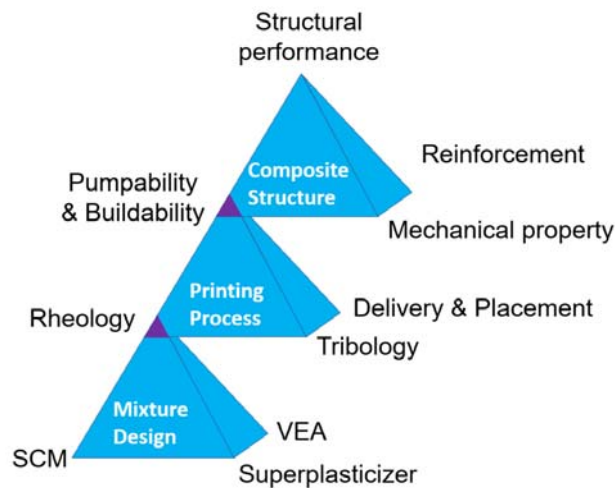 Structural
performance
Composite
Structure
Reinforcement
Pumpability
& Buildability
Mechanical property
Printing
Process
Rheology
Delivery & Placement
Tribology
Mixture
Design
VEA
SCM
Superplasticizer